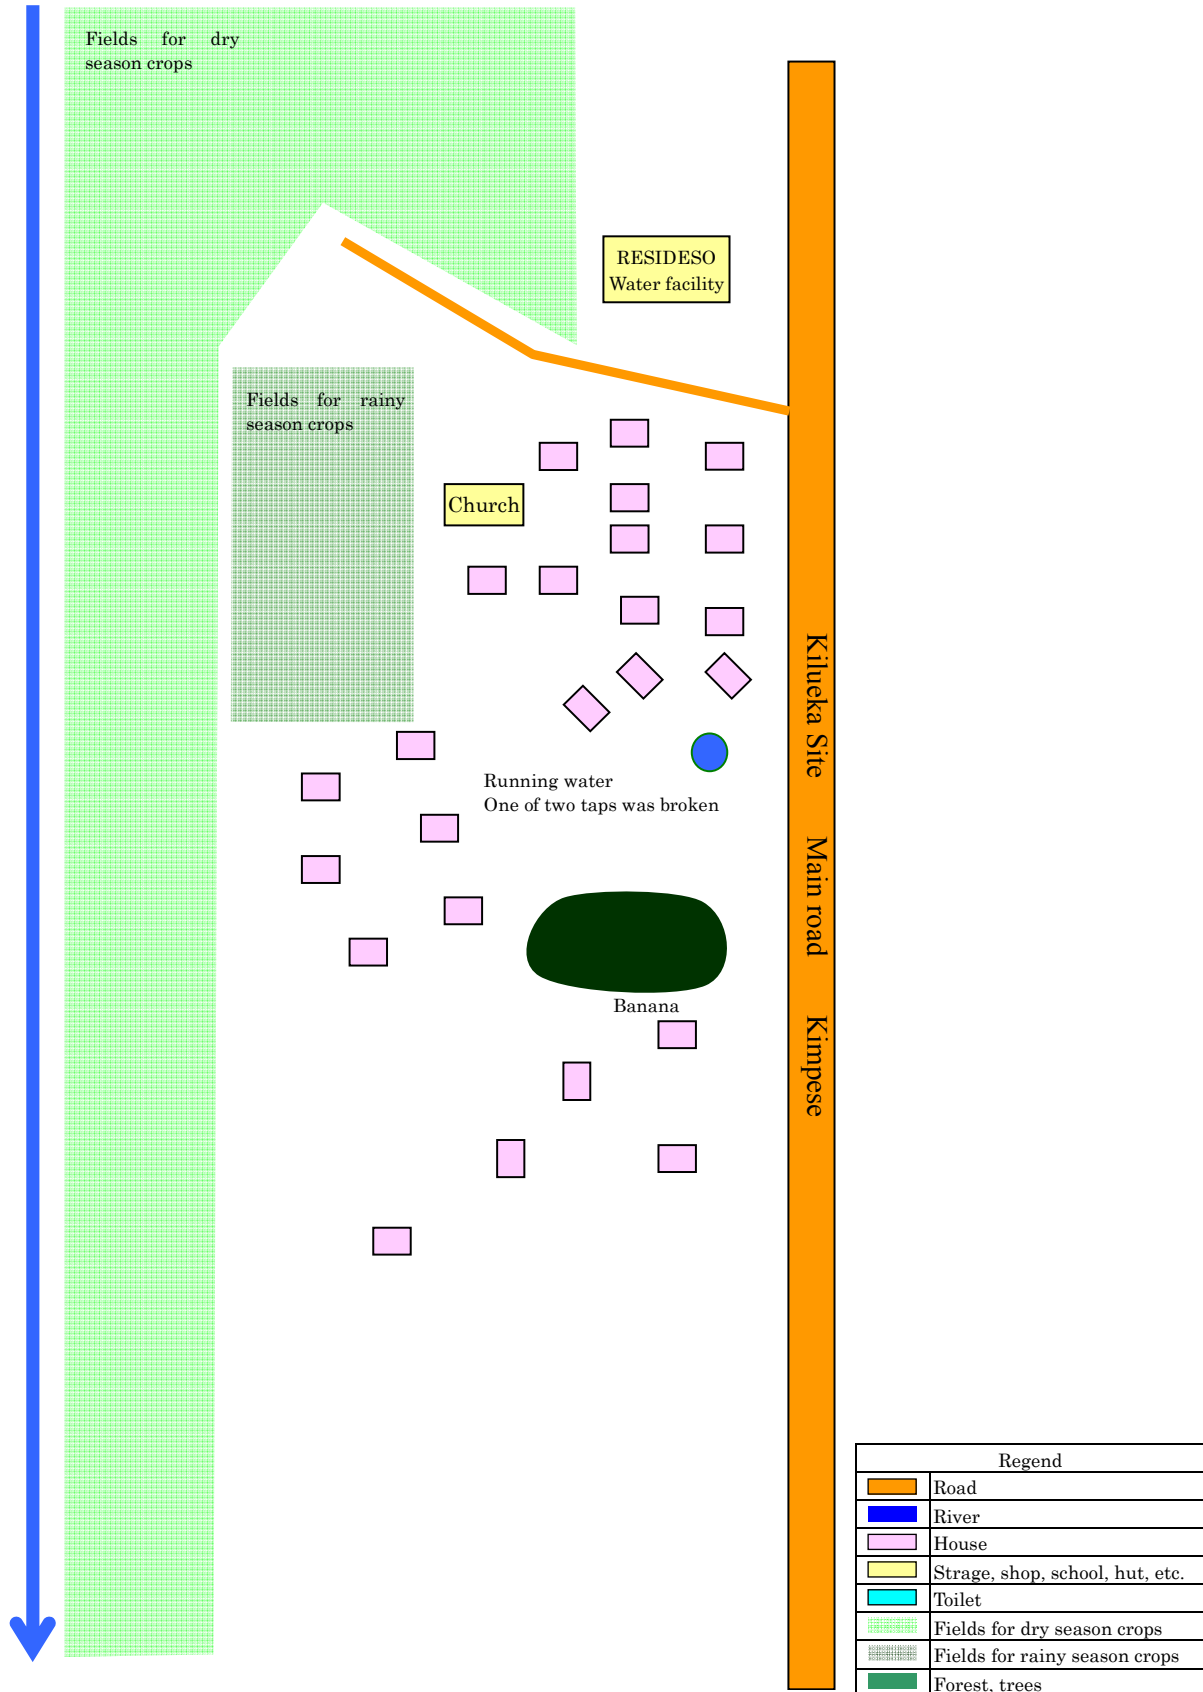 Fields for dry
season crops
RESIDESO
Water facility
Fields for rainy
season crops
Church
Kilueka Site Main road Kimpese
Running water
One of two taps was broken
Banana
Regend
Road
River
House
Strage, shop, school, hut, etc.
Toilet
Fields for dry season crops
Fields for rainy season crops
Forest, trees